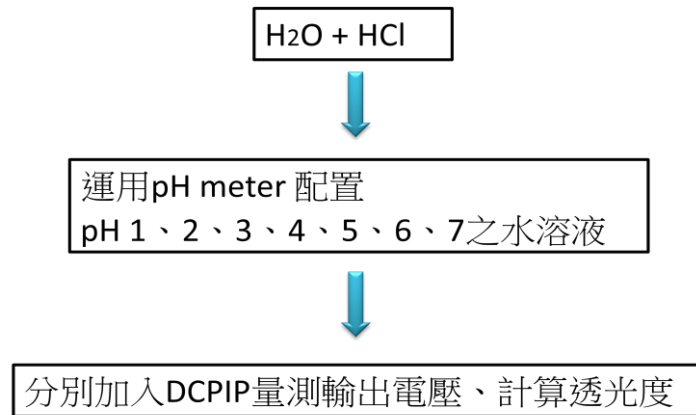 H2O + HCl
運用pH meter 配置
pH 1、2、3、4、5、6、7之水溶液
分別加入DCPIP量測輸出電壓、計算透光度